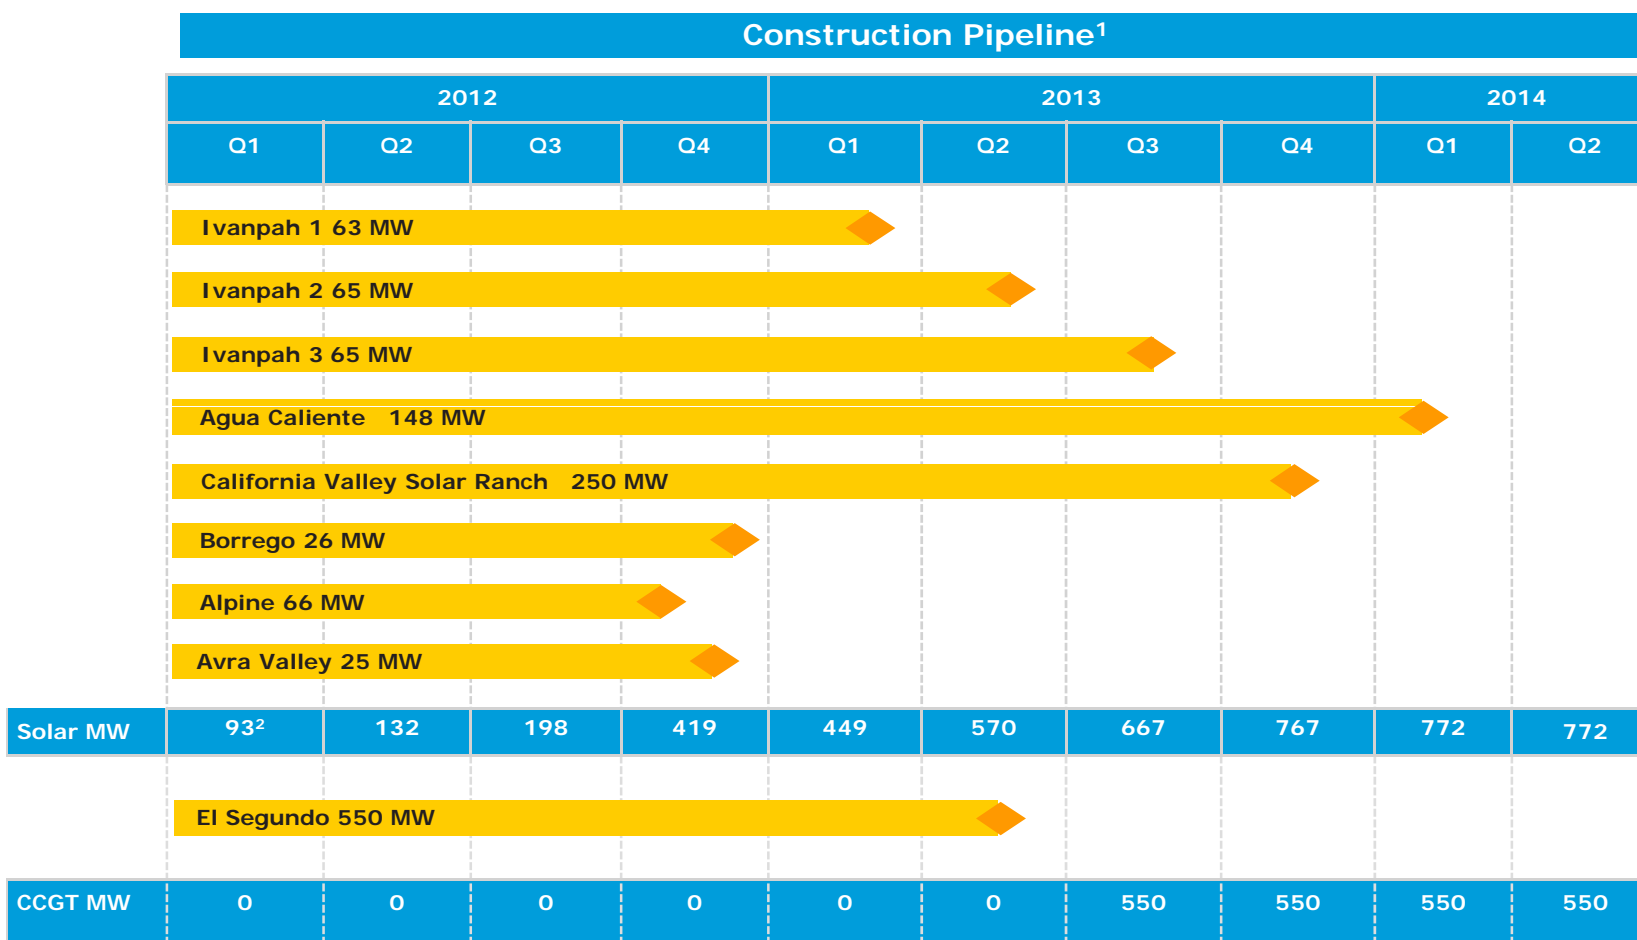 Construction Pipeline¹
2012 2013 2014
Q1 Q2 Q3 Q4 Q1 Q2 Q3 Q4 Q1 Q2
Ivanpah 1 63 MW
Ivanpah 2 65 MW
Ivanpah 3 65 MW
Agua Caliente 148 MW
California Valley Solar Ranch 250 MW
Borrego 26 MW
Alpine 66 MW
Avra Valley 25 MW
Solar MW 93² 132 198 419 449 570 667 767 772 772
El Segundo 550 MW
CCGT MW 0 0 0 0 0 0 550 550 550 550